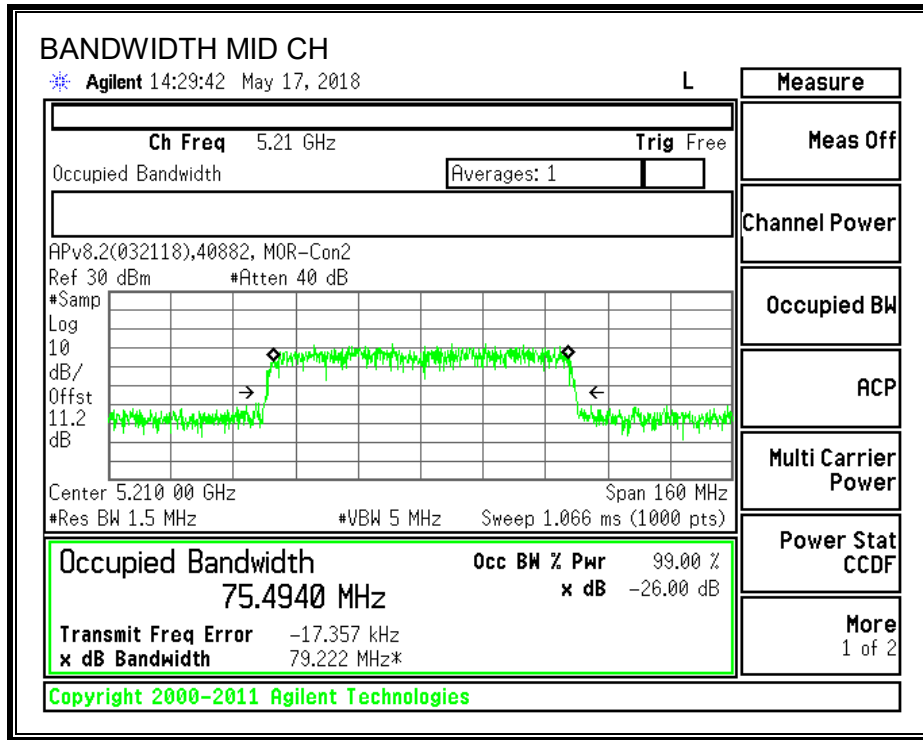 BANDWIDTH MID CH
Agilent 14:29:42 May 17, 2018 L
Measure
Ch Freq 5.21 GHz Trig Free
Meas Off
Occupied Bandwidth Averages: 1
Channel Power
APv8.2(032118),40882, MOR-Con2
Ref 30 dBm #Atten 40 dB
#Samp
Log
10
dB/
Offst
11.2
dB
Occupied BW
ACP
Multi Carrier
Power
Center 5.210 00 GHz Span 160 MHz
#Res BW 1.5 MHz #VBW 5 MHz Sweep 1.066 ms (1000 pts)
Power Stat
CCDF
Occupied Bandwidth Occ BW % Pwr 99.00 %
75.4940 MHz x dB -26.00 dB
Transmit Freq Error -17.357 kHz
x dB Bandwidth 79.222 MHz*
More
1 of 2
Copyright 2000-2011 Agilent Technologies